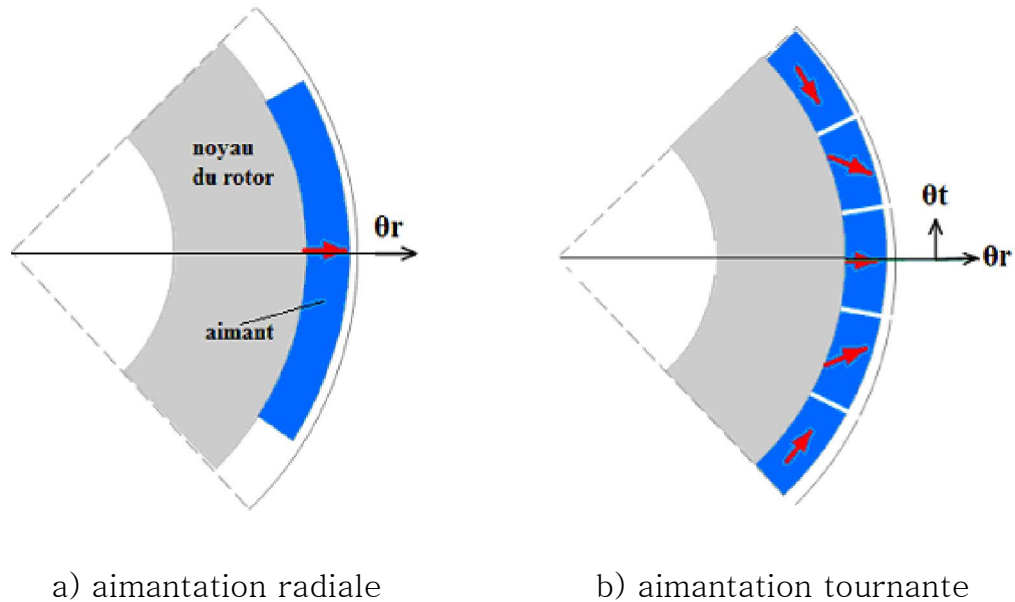 noyau
du rotor
θr
aimant
θt
θr
a) aimantation radiale
b) aimantation tournante